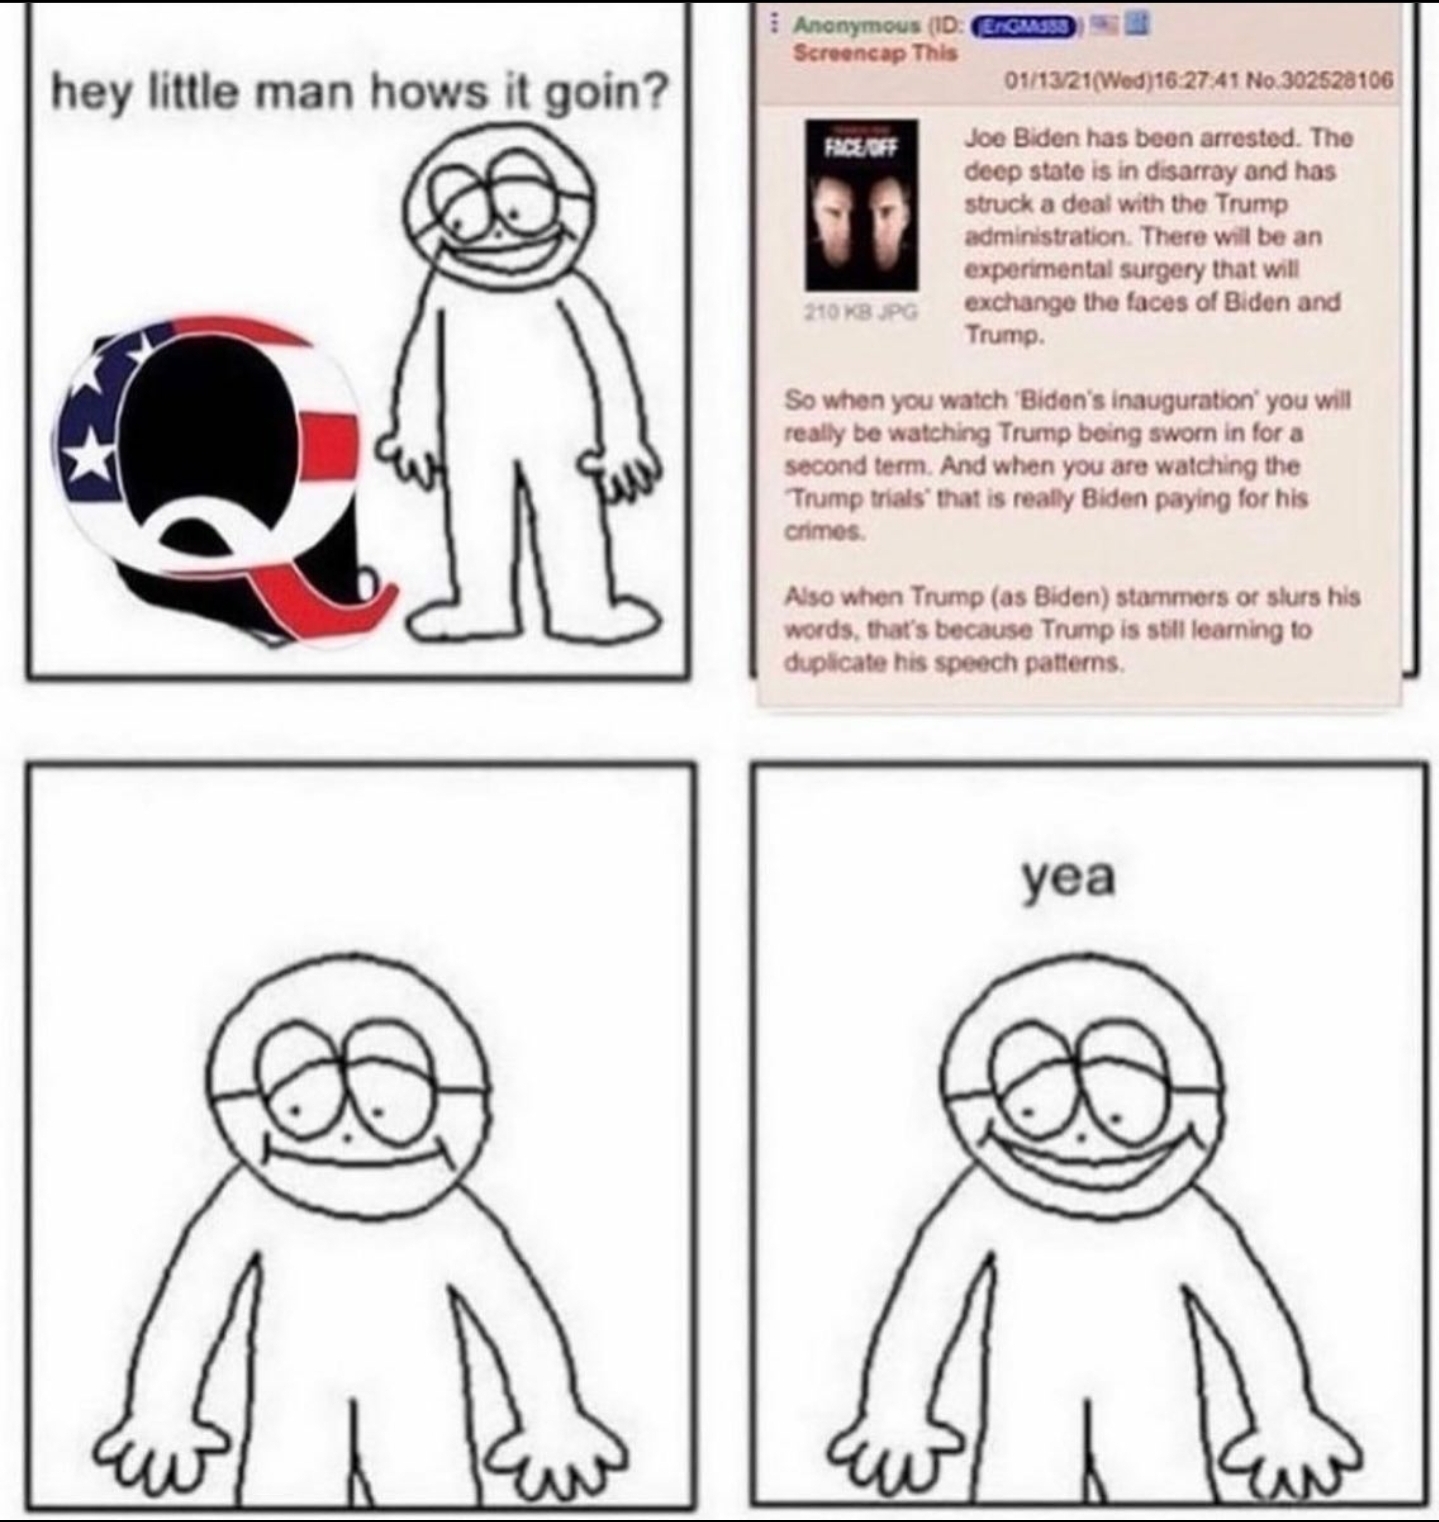 hey little man hows it goin?
Anonymous (ID: EnGMd88)
Screencap This
01/13/21(Wed)16:27:41 No.302528106
FACE/OFF
210 KB JPG
Joe Biden has been arrested. The
deep state is in disarray and has
struck a deal with the Trump
administration. There will be an
experimental surgery that will
exchange the faces of Biden and
Trump.
So when you watch 'Biden's inauguration' you will
really be watching Trump being sworn in for a
second term. And when you are watching the
'Trump trials' that is really Biden paying for his
crimes.
Also when Trump (as Biden) stammers or slurs his
words, that's because Trump is still learning to
duplicate his speech patterns.
yea